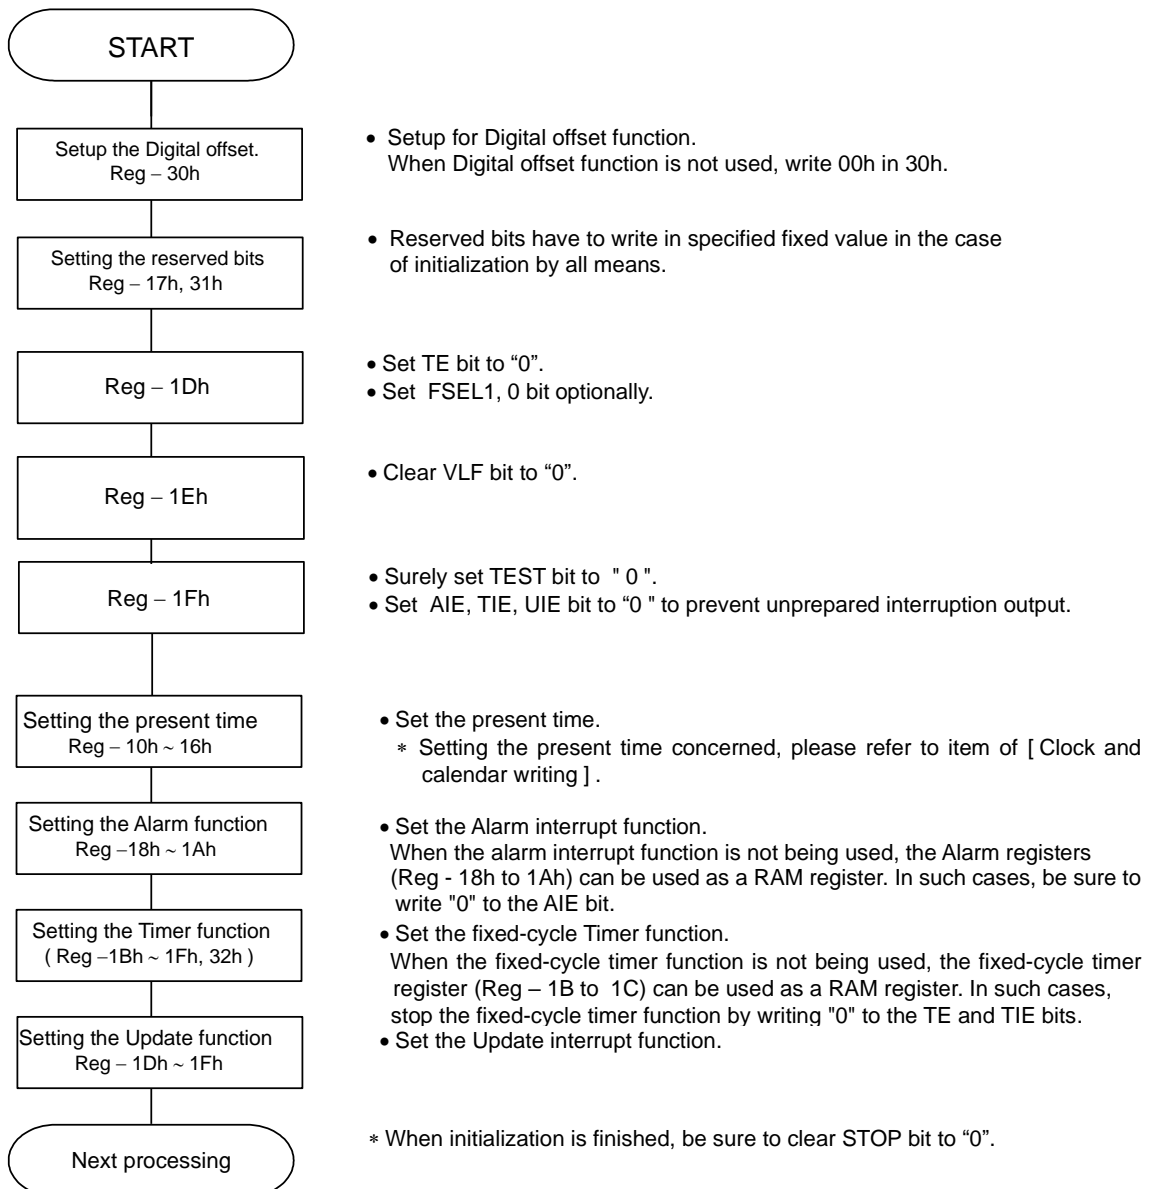 START
Setup the Digital offset.
Reg – 30h
• Setup for Digital offset function.
When Digital offset function is not used, write 00h in 30h.
Setting the reserved bits
Reg – 17h, 31h
• Reserved bits have to write in specified fixed value in the case
of initialization by all means.
Reg – 1Dh
• Set TE bit to “0”.
• Set FSEL1, 0 bit optionally.
Reg – 1Eh
• Clear VLF bit to “0”.
Reg – 1Fh
• Surely set TEST bit to " 0 ".
• Set AIE, TIE, UIE bit to “0 " to prevent unprepared interruption output.
Setting the present time
Reg – 10h ~ 16h
• Set the present time.
* Setting the present time concerned, please refer to item of [ Clock and
calendar writing ] .
Setting the Alarm function
Reg –18h ~ 1Ah
• Set the Alarm interrupt function.
When the alarm interrupt function is not being used, the Alarm registers
(Reg - 18h to 1Ah) can be used as a RAM register. In such cases, be sure to
write "0" to the AIE bit.
Setting the Timer function
( Reg –1Bh ~ 1Fh, 32h )
• Set the fixed-cycle Timer function.
When the fixed-cycle timer function is not being used, the fixed-cycle timer
register (Reg – 1B to 1C) can be used as a RAM register. In such cases,
stop the fixed-cycle timer function by writing "0" to the TE and TIE bits.
Setting the Update function
Reg – 1Dh ~ 1Fh
• Set the Update interrupt function.
Next processing
* When initialization is finished, be sure to clear STOP bit to “0”.